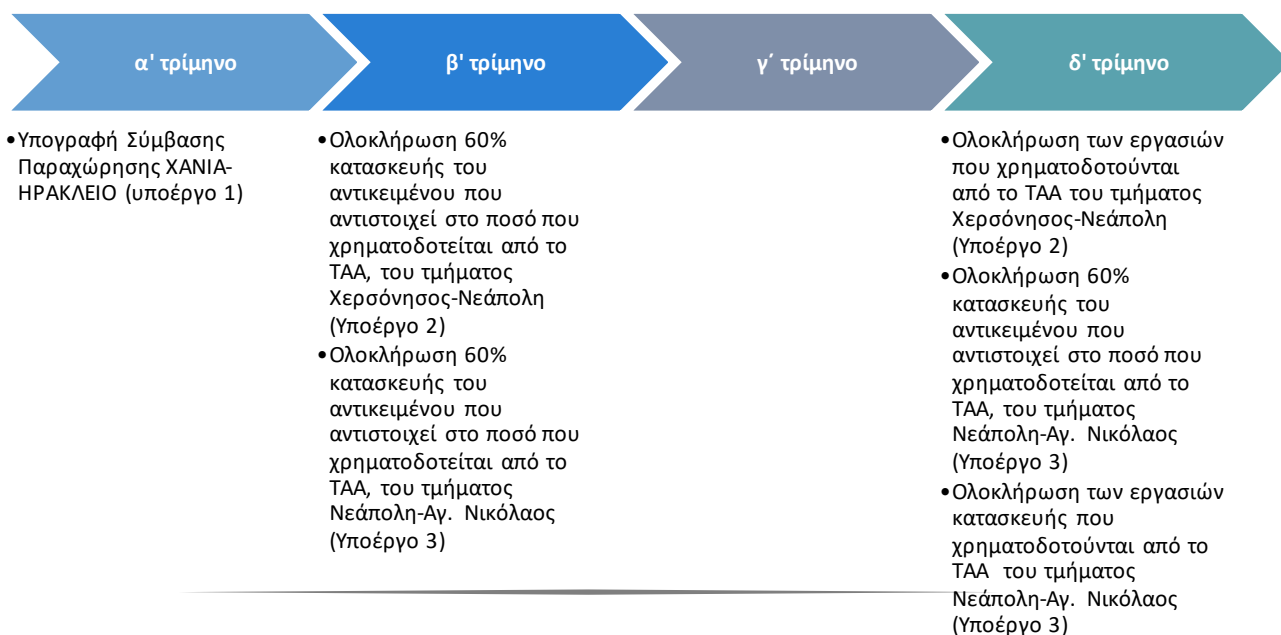 α' τρίμηνο
β' τρίμηνο
γ΄ τρίμηνο
δ' τρίμηνο
•Υπογραφή Σύμβασης
Παραχώρησης ΧΑΝΙΑ-
ΗΡΑΚΛΕΙΟ (υποέργο 1)
•Ολοκλήρωση 60%
κατασκευής του
αντικειμένου που
αντιστοιχεί στο ποσό που
χρηματοδοτείται από το
ΤΑΑ, του τμήματος
Χερσόνησος-Νεάπολη
(Υποέργο 2)
•Ολοκλήρωση 60%
κατασκευής του
αντικειμένου που
αντιστοιχεί στο ποσό που
χρηματοδοτείται από το
ΤΑΑ, του τμήματος
Νεάπολη-Αγ. Νικόλαος
(Υποέργο 3)
•Ολοκλήρωση των εργασιών
που χρηματοδοτούνται
από το ΤΑΑ του τμήματος
Χερσόνησος-Νεάπολη
(Υποέργο 2)
•Ολοκλήρωση 60%
κατασκευής του
αντικειμένου που
αντιστοιχεί στο ποσό που
χρηματοδοτείται από το
ΤΑΑ, του τμήματος
Νεάπολη-Αγ. Νικόλαος
(Υποέργο 3)
•Ολοκλήρωση των εργασιών
κατασκευής που
χρηματοδοτούνται από το
ΤΑΑ του τμήματος
Νεάπολη-Αγ. Νικόλαος
(Υποέργο 3)